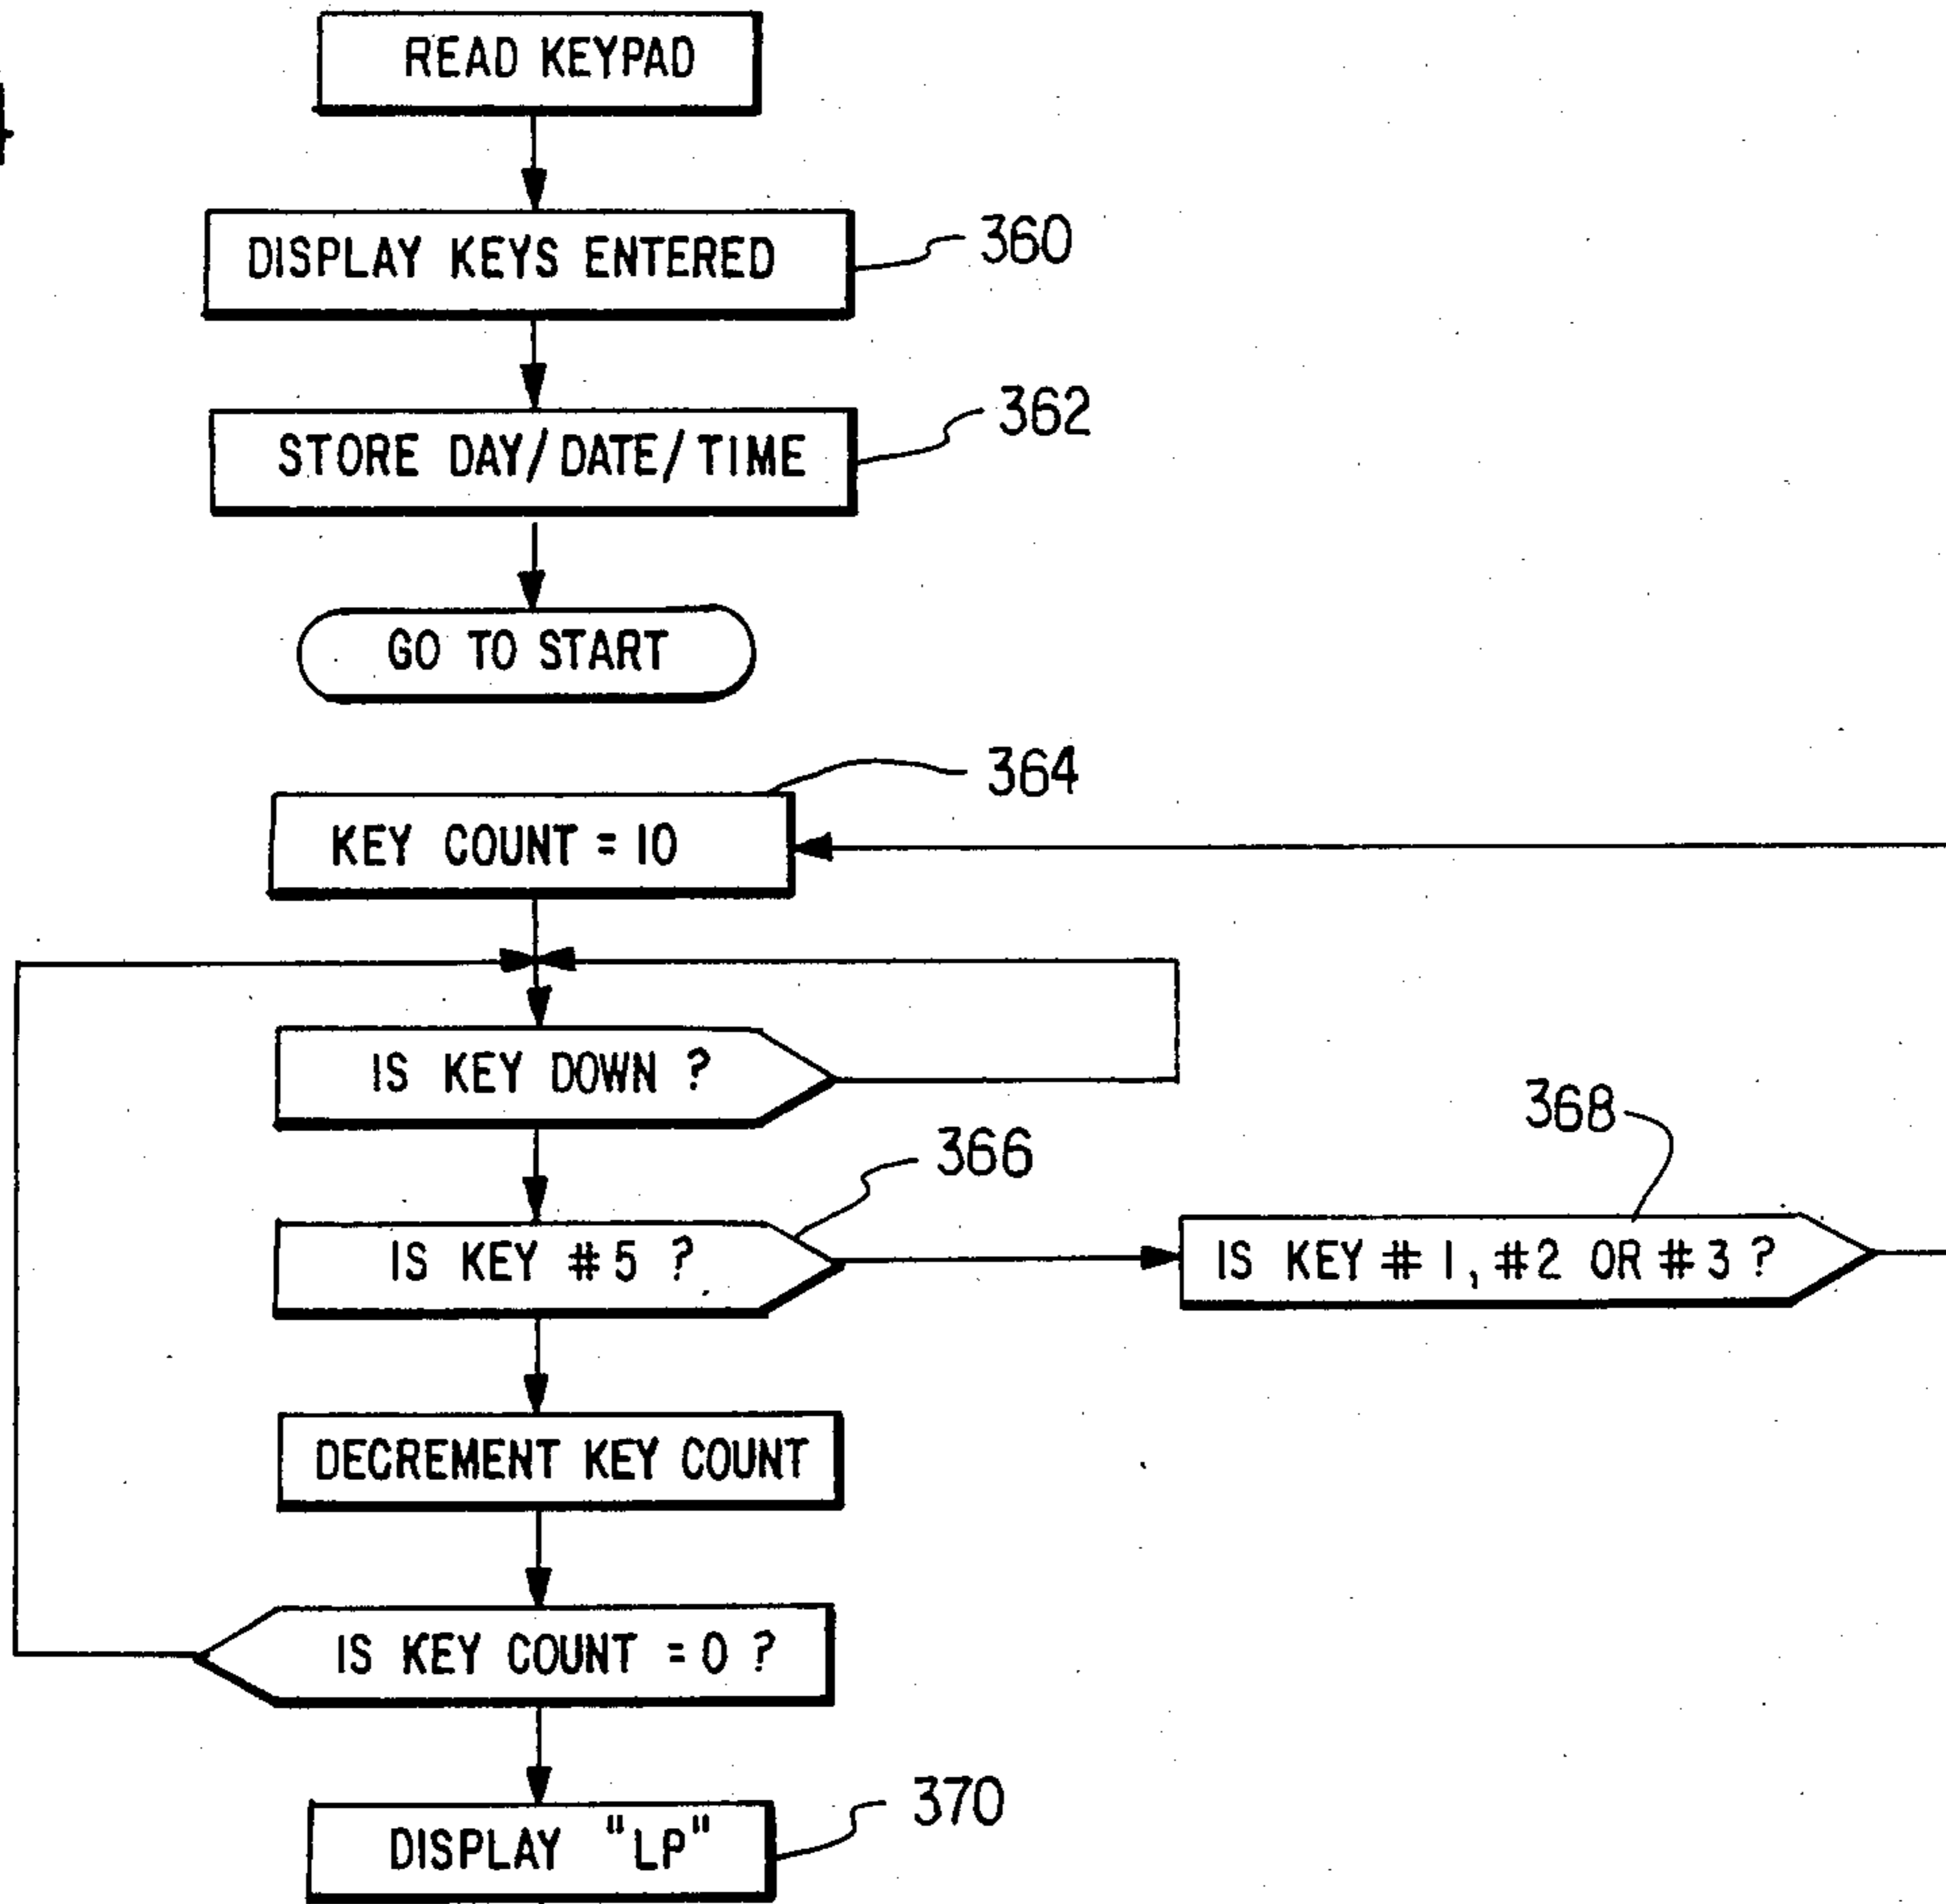 READ KEYPAD
DISPLAY KEYS ENTERED
360
STORE DAY/DATE/TIME
362
GO TO START
364
KEY COUNT = 10
IS KEY DOWN ?
368
366
IS KEY #5 ?
IS KEY #1, #2 OR #3 ?
DECREMENT KEY COUNT
IS KEY COUNT = 0 ?
370
DISPLAY "LP"